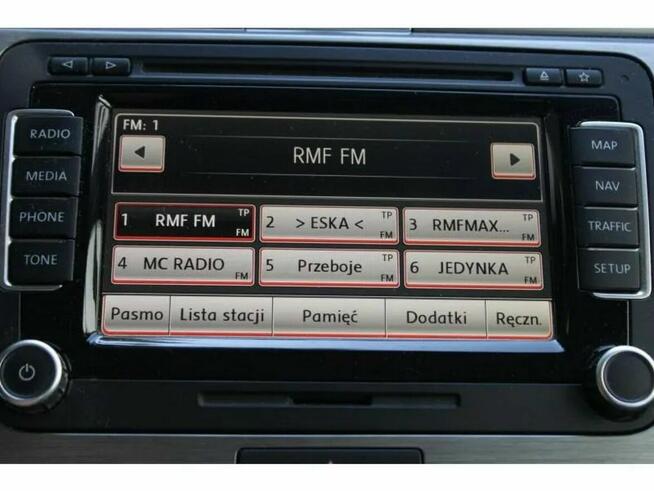 RADIO
MEDIA
PHONE
TONE
FM: 1
RMF FM
1 RMF FM TP FM
2 > ESKA < TP FM
3 RMFMAX... TP FM
4 MC RADIO FM
5 Przeboje TP FM
6 JEDYNKA TP FM
Pasmo Lista stacji Pamięć Dodatki Ręczn.
MAP
NAV
TRAFFIC
SETUP